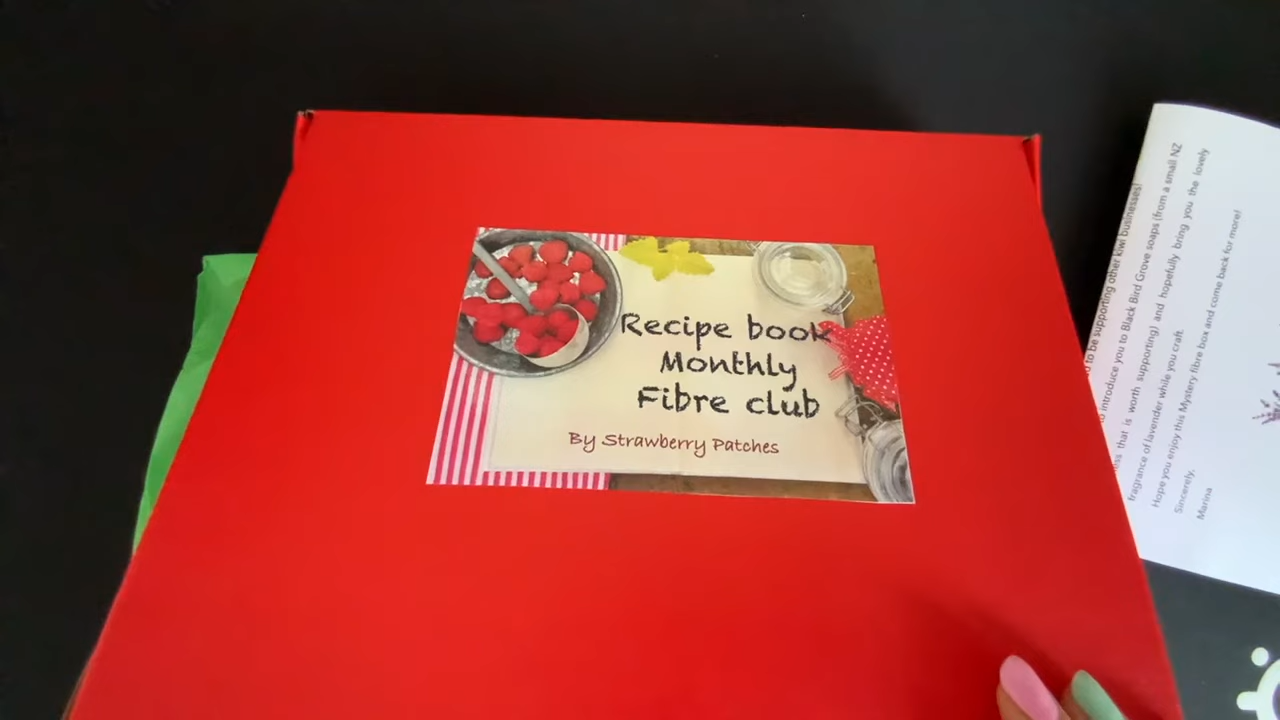 Recipe book
Monthly
Fibre club
By Strawberry Patches
to be supporting other kiwi businesses!
introduce you to Black Bird Grove soaps (from a small NZ
that is worth supporting) and hopefully bring you the lovely
fragrance of lavender while you craft.
Hope you enjoy this Mystery fibre box and come back for more!
Sincerely,
Marina